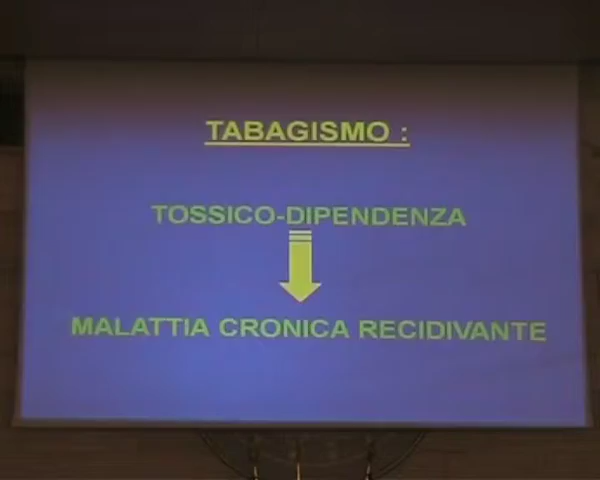 TABAGISMO :
TOSSICO-DIPENDENZA
MALATTIA CRONICA RECIDIVANTE